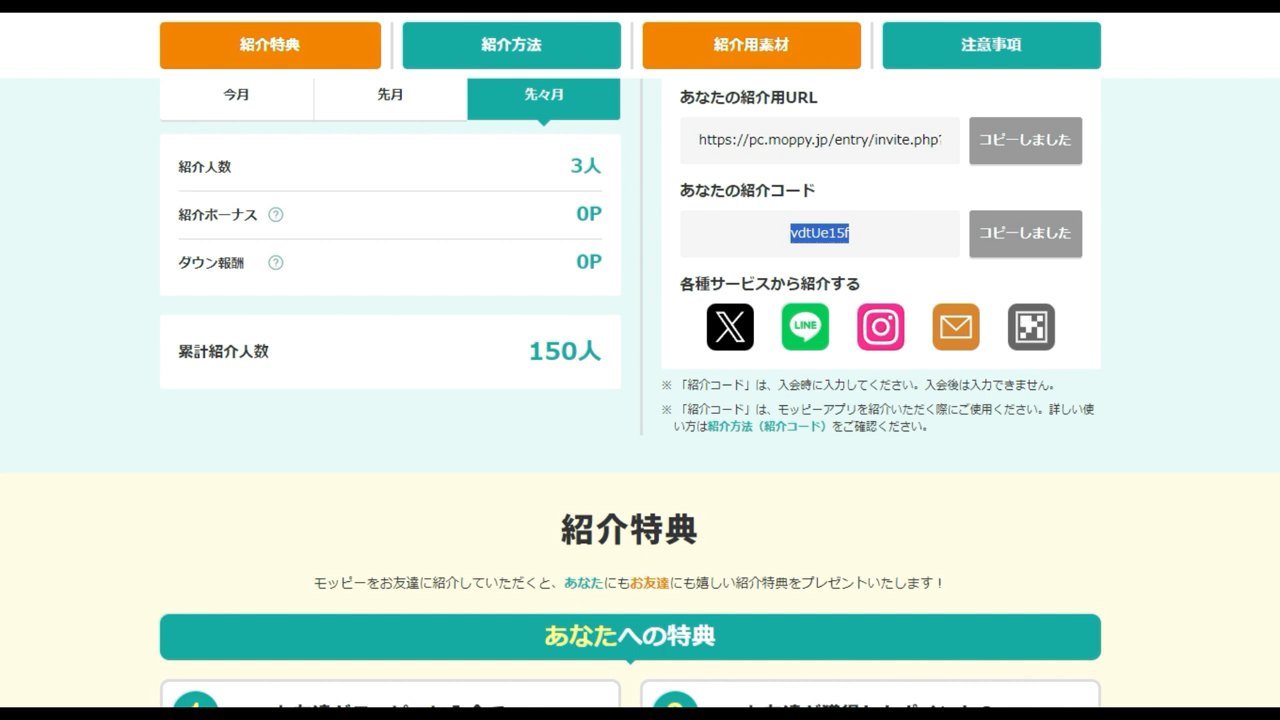 紹介特典
紹介方法
紹介用素材
注意事項
今月
先月
先々月
紹介人数
3人
紹介ボーナス ?
0P
ダウン報酬 ?
0P
累計紹介人数
150人
あなたの紹介用URL
https://pc.moppy.jp/entry/invite.php?
コピーしました
あなたの紹介コード
vdtUe15f
コピーしました
各種サービスから紹介する
LINE
※ 「紹介コード」は、入会時に入力してください。入会後は入力できません。
※ 「紹介コード」は、モッピーアプリを紹介いただく際にご使用ください。詳しい使
い方は紹介方法（紹介コード）をご確認ください。
紹介特典
モッピーをお友達に紹介していただくと、あなたにもお友達にも嬉しい紹介特典をプレゼントいたします！
あなたへの特典